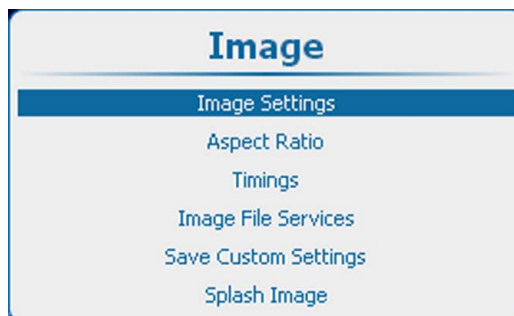 Image
Image Settings
Aspect Ratio
Timings
Image File Services
Save Custom Settings
Splash Image